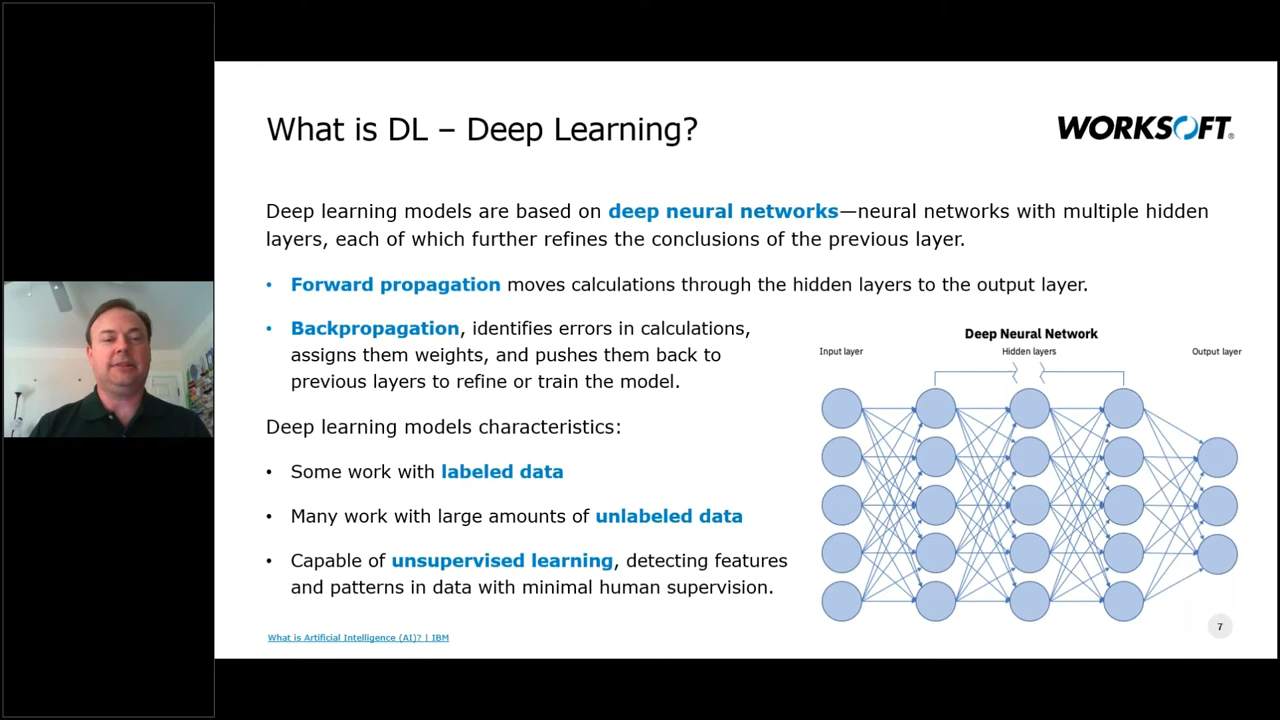 What is DL – Deep Learning?
WORKSOFT®
Deep learning models are based on deep neural networks—neural networks with multiple hidden
layers, each of which further refines the conclusions of the previous layer.
• Forward propagation moves calculations through the hidden layers to the output layer.
• Backpropagation, identifies errors in calculations,
assigns them weights, and pushes them back to
previous layers to refine or train the model.
Deep learning models characteristics:
• Some work with labeled data
• Many work with large amounts of unlabeled data
• Capable of unsupervised learning, detecting features
and patterns in data with minimal human supervision.
Deep Neural Network
Input layer
Hidden layers
Output layer
What is Artificial Intelligence (AI)? | IBM
7